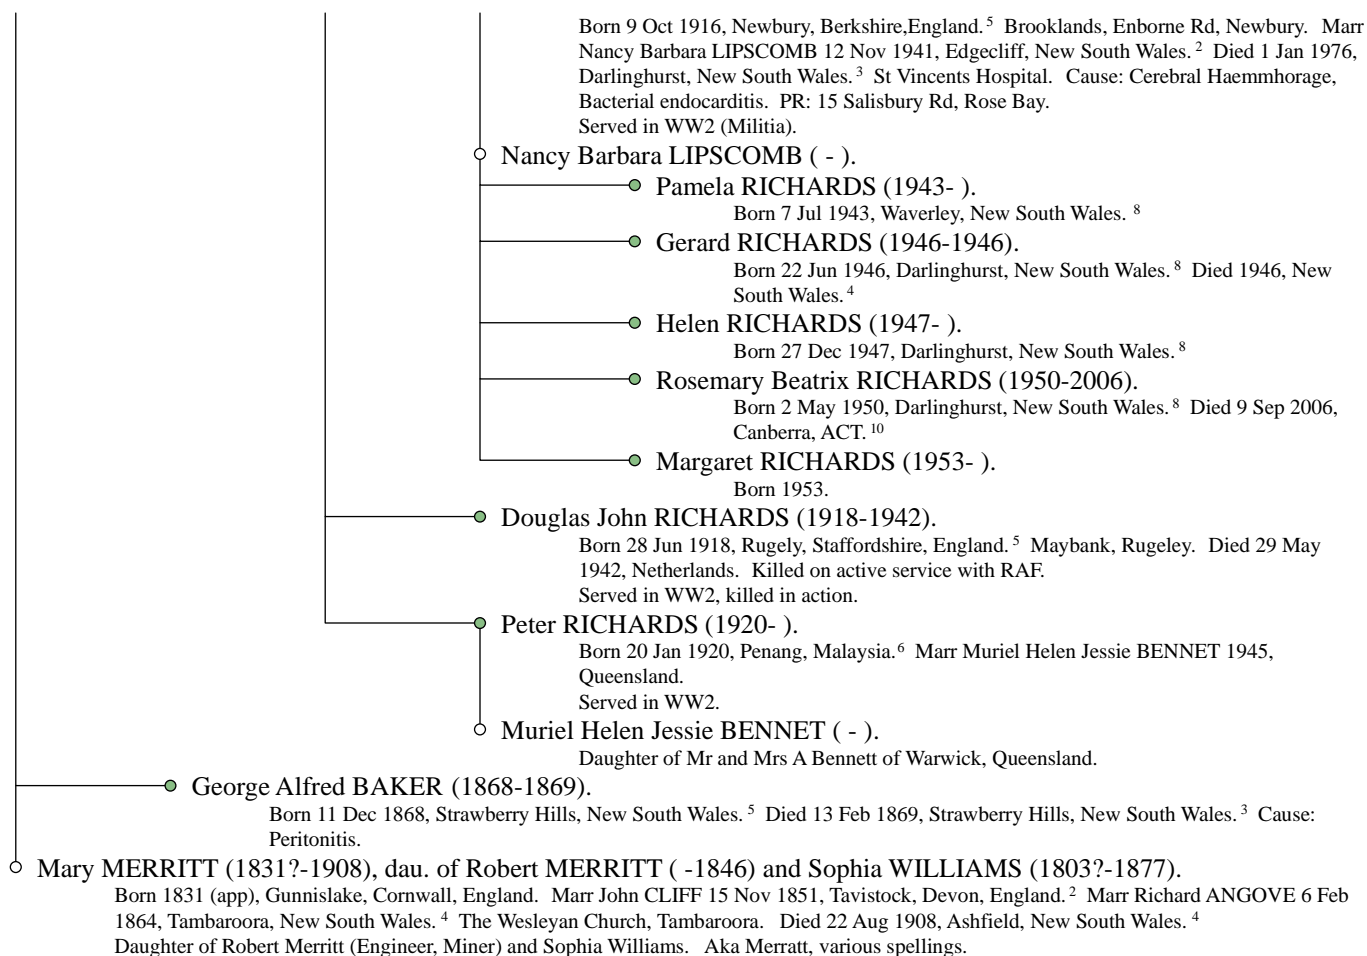 Born 9 Oct 1916, Newbury, Berkshire,England. 5 Brooklands, Enborne Rd, Newbury. Marr
Nancy Barbara LIPSCOMB 12 Nov 1941, Edgecliff, New South Wales. 2 Died 1 Jan 1976,
Darlinghurst, New South Wales. 3 St Vincents Hospital. Cause: Cerebral Haemmhorage,
Bacterial endocarditis. PR: 15 Salisbury Rd, Rose Bay.
Served in WW2 (Militia).
Nancy Barbara LIPSCOMB ( - ).
Pamela RICHARDS (1943- ).
Born 7 Jul 1943, Waverley, New South Wales. 8
Gerard RICHARDS (1946-1946).
Born 22 Jun 1946, Darlinghurst, New South Wales. 8 Died 1946, New
South Wales. 4
Helen RICHARDS (1947- ).
Born 27 Dec 1947, Darlinghurst, New South Wales. 8
Rosemary Beatrix RICHARDS (1950-2006).
Born 2 May 1950, Darlinghurst, New South Wales. 8 Died 9 Sep 2006,
Canberra, ACT. 10
Margaret RICHARDS (1953- ).
Born 1953.
Douglas John RICHARDS (1918-1942).
Born 28 Jun 1918, Rugely, Staffordshire, England. 5 Maybank, Rugeley. Died 29 May
1942, Netherlands. Killed on active service with RAF.
Served in WW2, killed in action.
Peter RICHARDS (1920- ).
Born 20 Jan 1920, Penang, Malaysia. 6 Marr Muriel Helen Jessie BENNET 1945,
Queensland.
Served in WW2.
Muriel Helen Jessie BENNET ( - ).
Daughter of Mr and Mrs A Bennett of Warwick, Queensland.
George Alfred BAKER (1868-1869).
Born 11 Dec 1868, Strawberry Hills, New South Wales. 5 Died 13 Feb 1869, Strawberry Hills, New South Wales. 3 Cause:
Peritonitis.
Mary MERRITT (1831?-1908), dau. of Robert MERRITT ( -1846) and Sophia WILLIAMS (1803?-1877).
Born 1831 (app), Gunnislake, Cornwall, England. Marr John CLIFF 15 Nov 1851, Tavistock, Devon, England. 2 Marr Richard ANGOVE 6 Feb
1864, Tambaroora, New South Wales. 4 The Wesleyan Church, Tambaroora. Died 22 Aug 1908, Ashfield, New South Wales. 4
Daughter of Robert Merritt (Engineer, Miner) and Sophia Williams. Aka Merratt, various spellings.